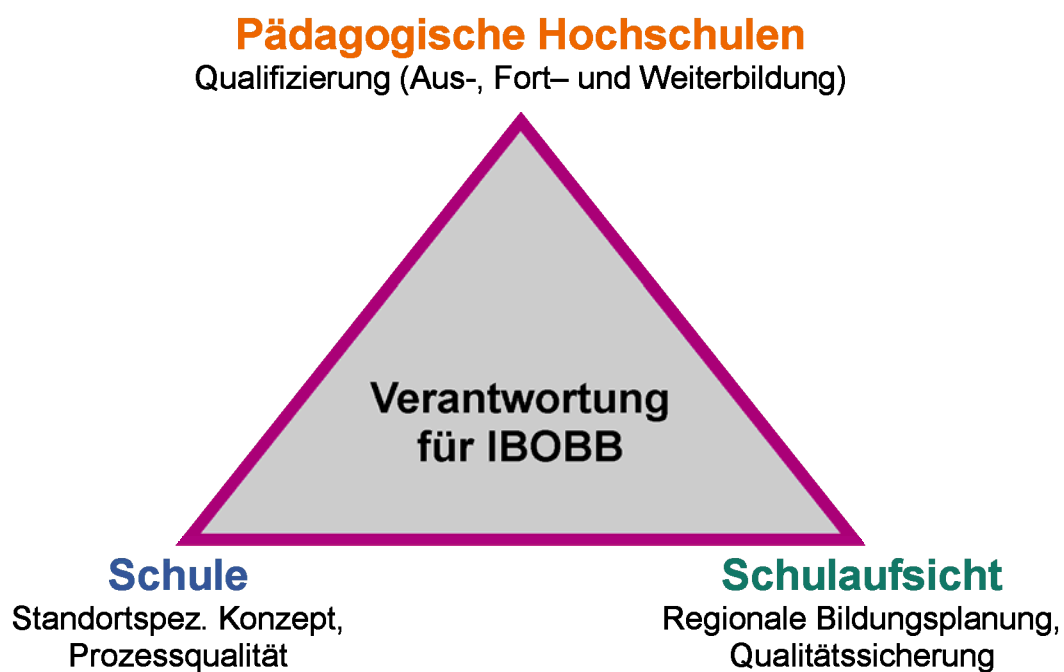 Pädagogische Hochschulen
Qualifizierung (Aus-, Fort– und Weiterbildung)
Verantwortung
für IBOBB
Schule
Standortspez. Konzept,
Prozessqualität
Schulaufsicht
Regionale Bildungsplanung,
Qualitätssicherung